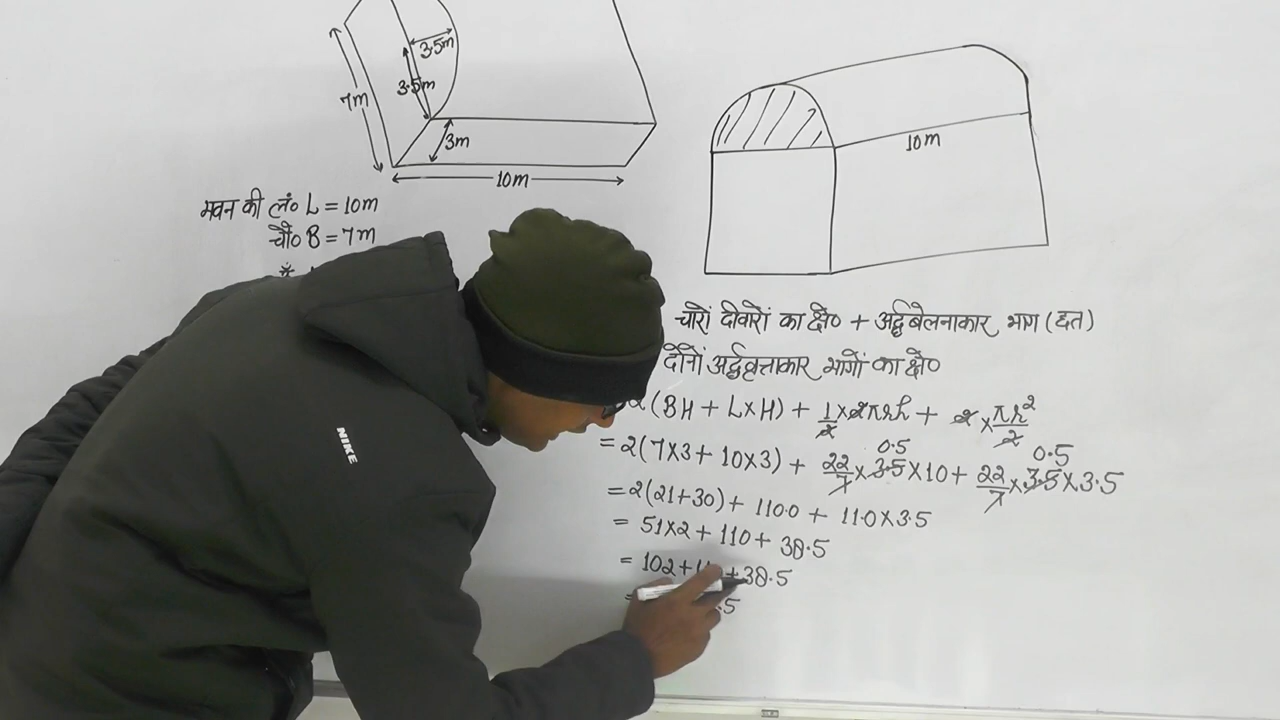 3.5m
3.5m
7m
3m
10m
10m
भवन की लं० L = 10m
चौ० B = 7m
चारों दीवारों का क्षे० + अर्द्धबेलनाकार भाग (छत)
दोनों अर्द्धवृत्ताकार भागों का क्षे०
2 (BH + L×H) + 1/2 × 2πrh + 2 × πr²/2
= 2(7×3 + 10×3) + 22/7 × 3.5 × 10 + 22/7 × 3.5 × 3.5
0.5 0.5
= 2(21+30) + 110.0 + 11.0 × 3.5
= 51×2 + 110 + 38.5
= 102 + 11 + 38.5
= .5
NIKE